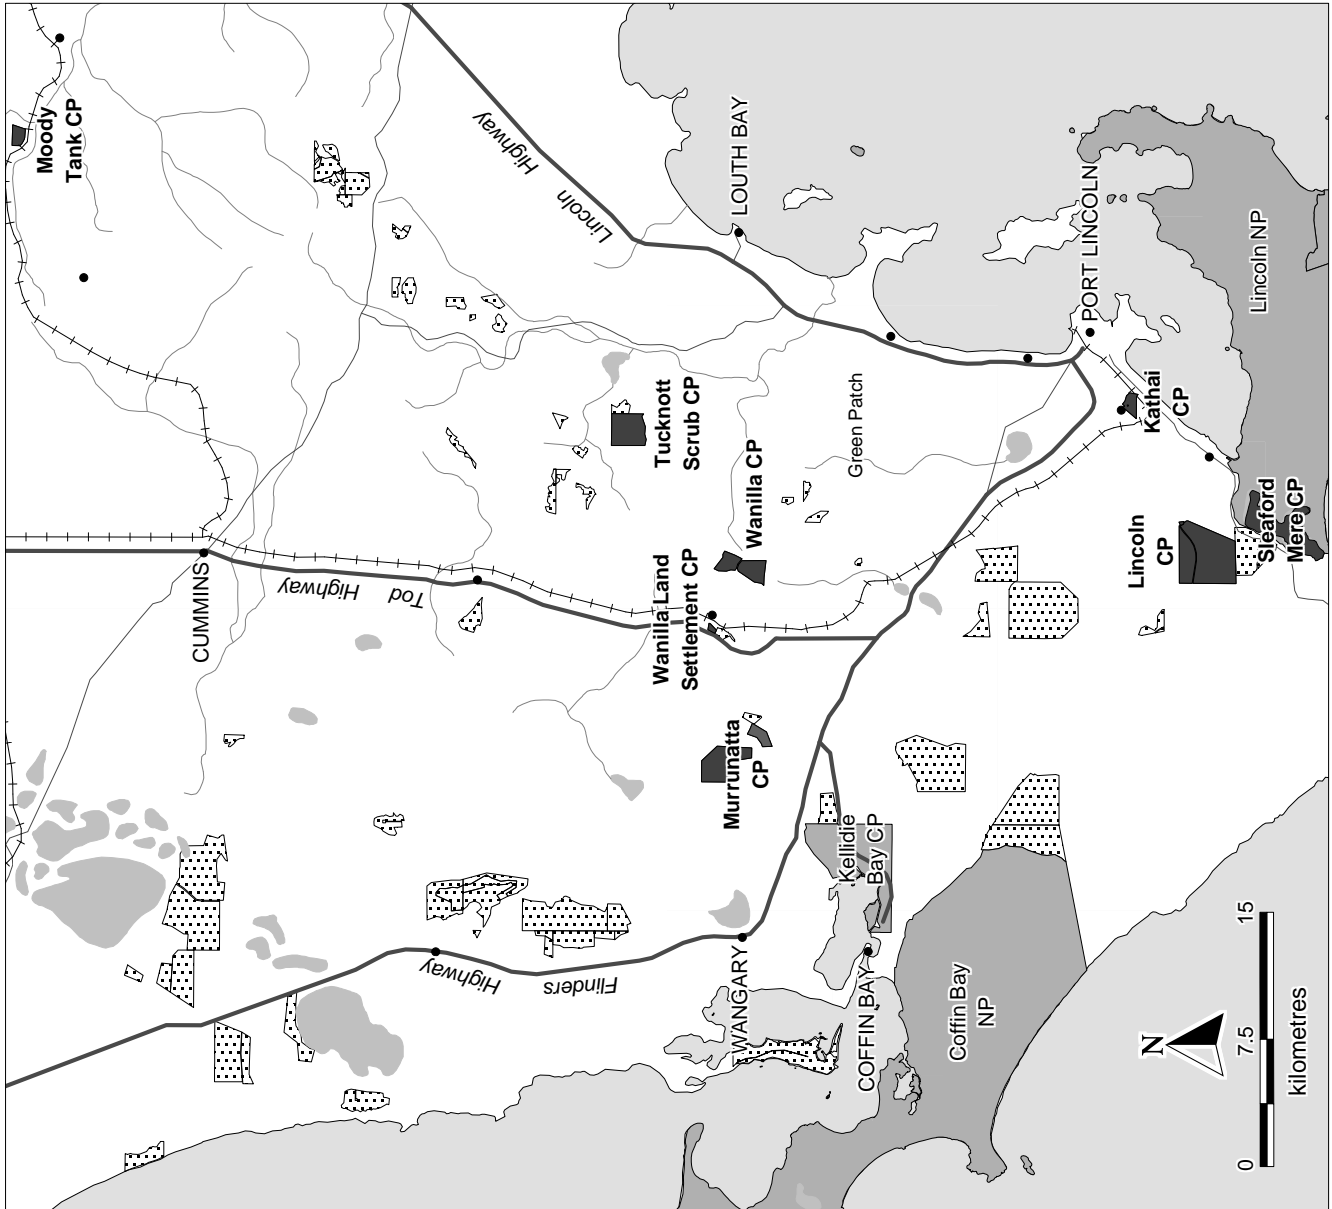 Moody
Tank CP
Lincoln
Highway
LOUTH BAY
PORT LINCOLN
Lincoln NP
Tucknott
Scrub CP
Green Patch
Kathai
CP
Wanilla CP
CUMMINS
Tod
Highway
Wanilla Land
Settlement CP
Lincoln
CP
Sleaford
Mere CP
Murrunatta
CP
Kellidie
Bay CP
Flinders
Highway
WANGARY
COFFIN BAY
Coffin Bay
NP
N
0
7.5
15
kilometres